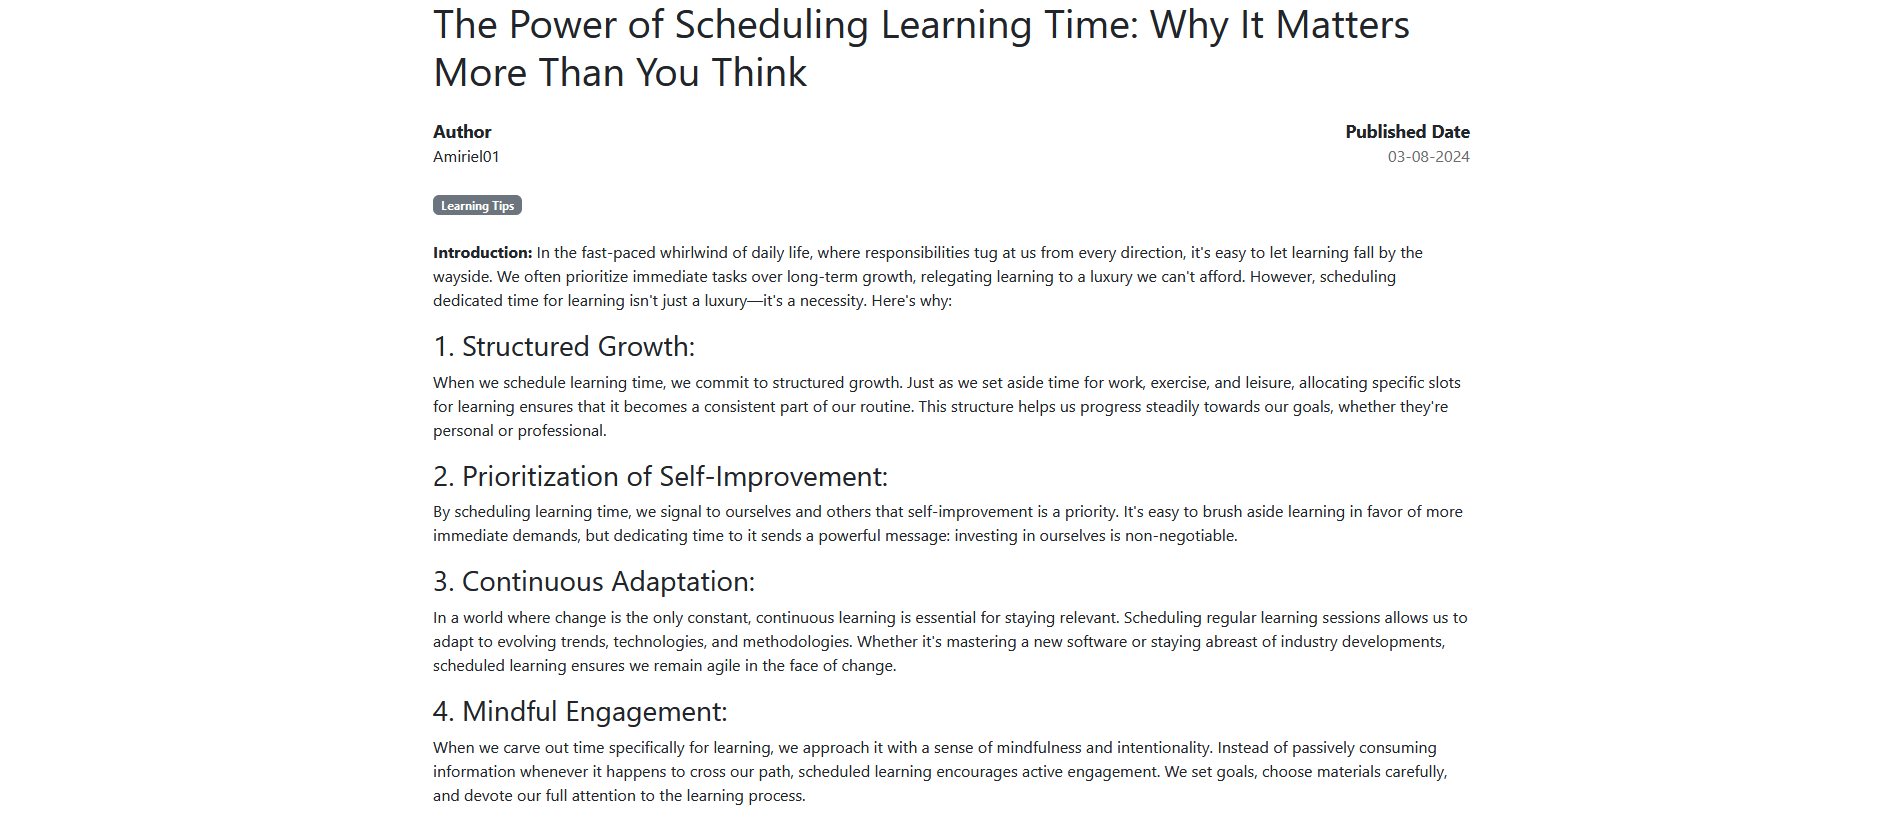 The Power of Scheduling Learning Time: Why It Matters
More Than You Think
Author
Published Date
Amiriel01
03-08-2024
Learning Tips
Introduction: In the fast-paced whirlwind of daily life, where responsibilities tug at us from every direction, it's easy to let learning fall by the
wayside. We often prioritize immediate tasks over long-term growth, relegating learning to a luxury we can't afford. However, scheduling
dedicated time for learning isn't just a luxury—it's a necessity. Here's why:
1. Structured Growth:
When we schedule learning time, we commit to structured growth. Just as we set aside time for work, exercise, and leisure, allocating specific slots
for learning ensures that it becomes a consistent part of our routine. This structure helps us progress steadily towards our goals, whether they're
personal or professional.
2. Prioritization of Self-Improvement:
By scheduling learning time, we signal to ourselves and others that self-improvement is a priority. It's easy to brush aside learning in favor of more
immediate demands, but dedicating time to it sends a powerful message: investing in ourselves is non-negotiable.
3. Continuous Adaptation:
In a world where change is the only constant, continuous learning is essential for staying relevant. Scheduling regular learning sessions allows us to
adapt to evolving trends, technologies, and methodologies. Whether it's mastering a new software or staying abreast of industry developments,
scheduled learning ensures we remain agile in the face of change.
4. Mindful Engagement:
When we carve out time specifically for learning, we approach it with a sense of mindfulness and intentionality. Instead of passively consuming
information whenever it happens to cross our path, scheduled learning encourages active engagement. We set goals, choose materials carefully,
and devote our full attention to the learning process.